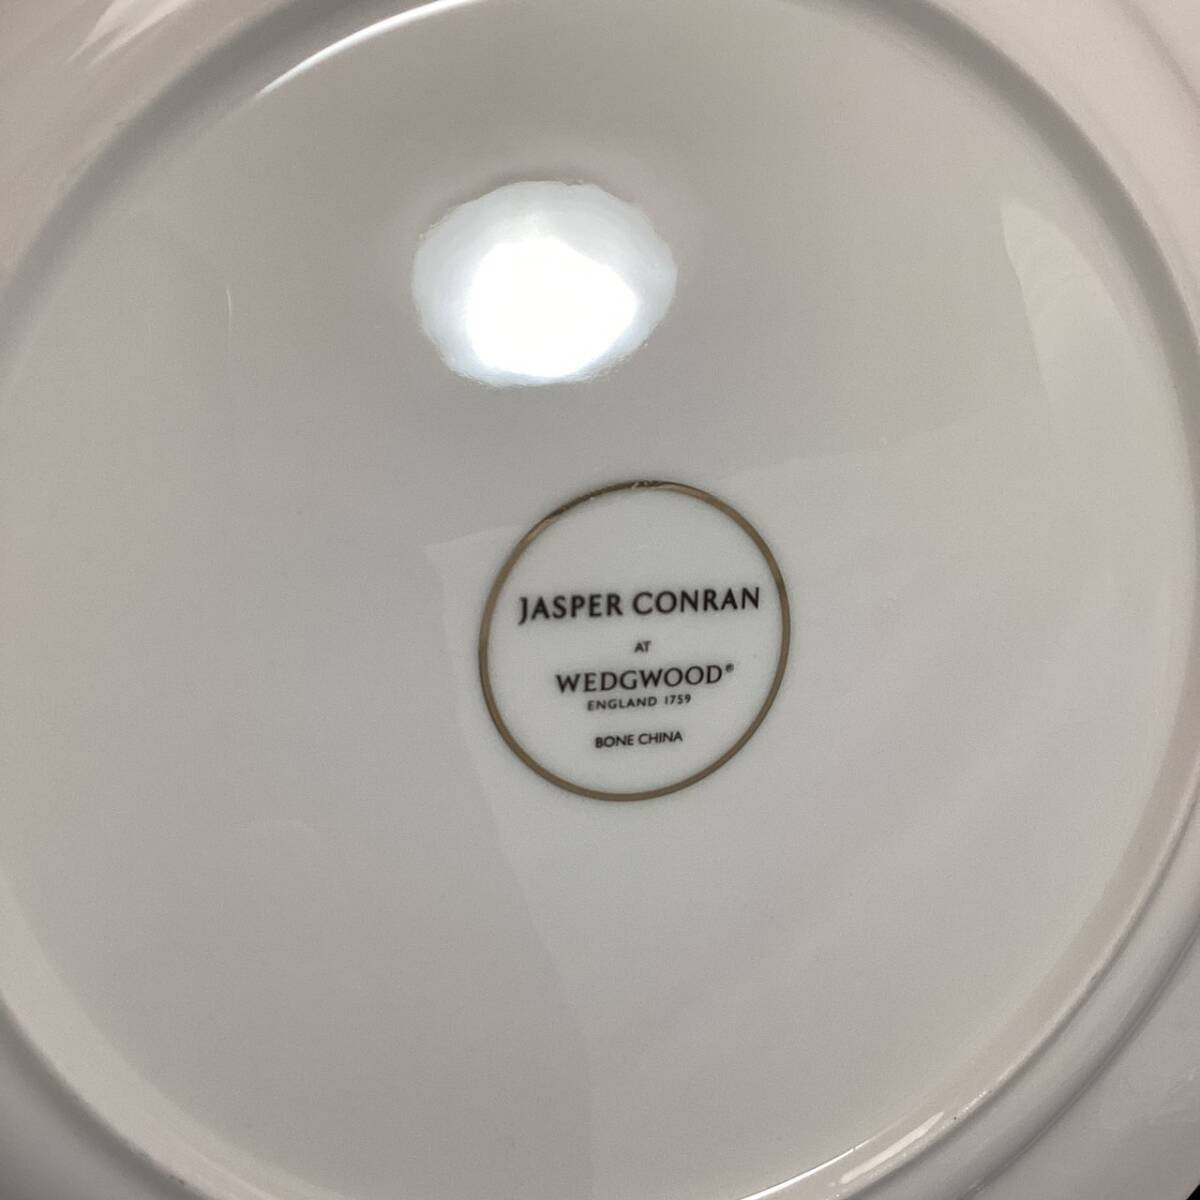 JASPER CONRAN
AT
WEDGWOOD®
ENGLAND 1759
BONE CHINA